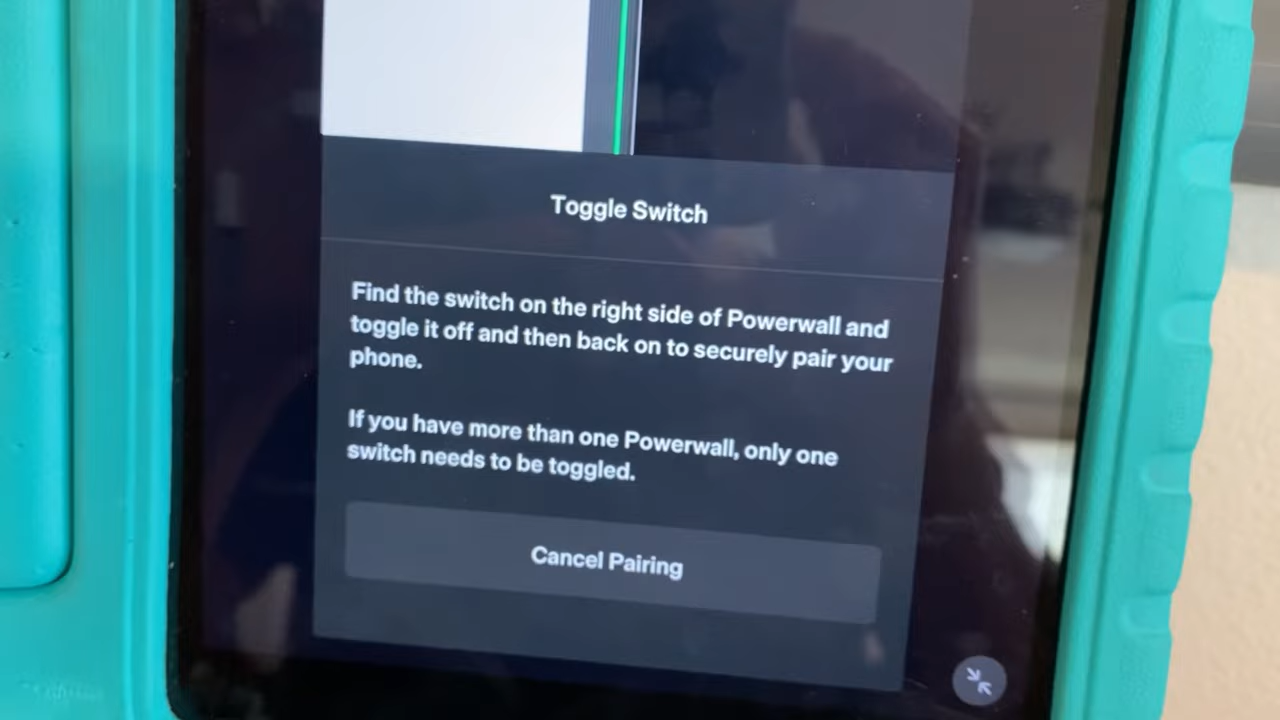 Toggle Switch
Find the switch on the right side of Powerwall and
toggle it off and then back on to securely pair your
phone.
If you have more than one Powerwall, only one
switch needs to be toggled.
Cancel Pairing